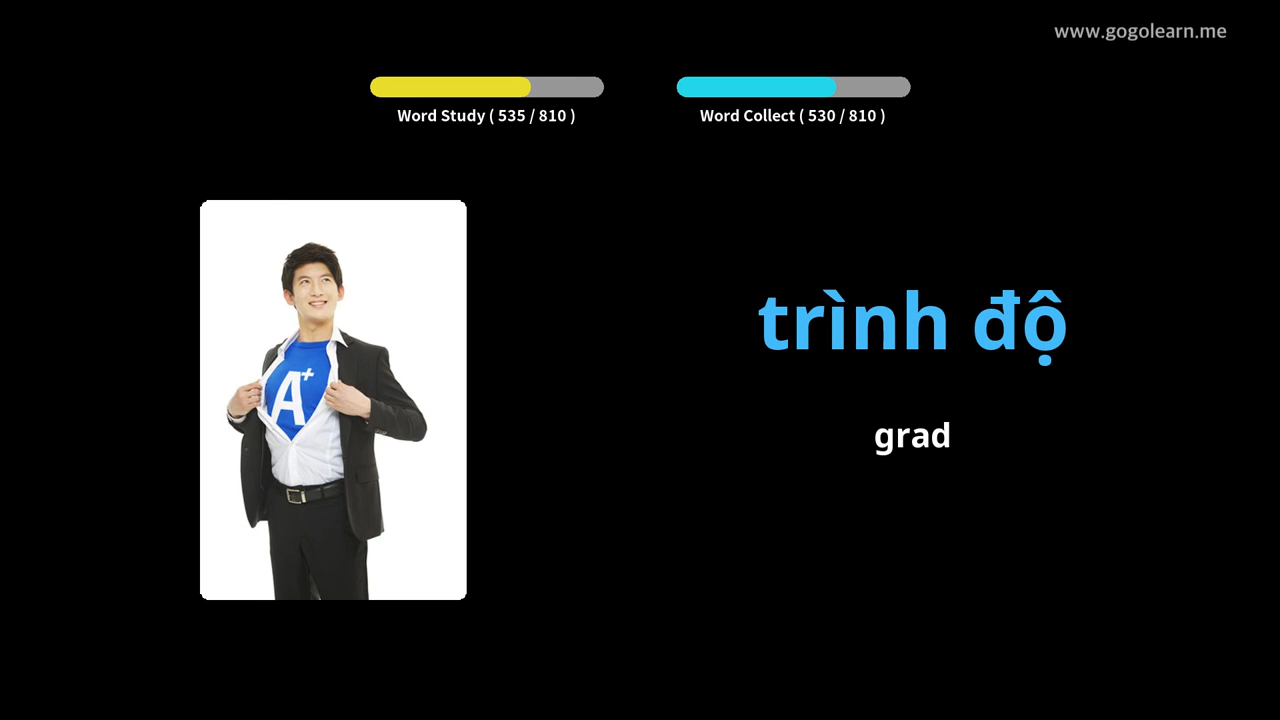 www.gogolearn.me
Word Study ( 535 / 810 )
Word Collect ( 530 / 810 )
A+
trình độ
grad